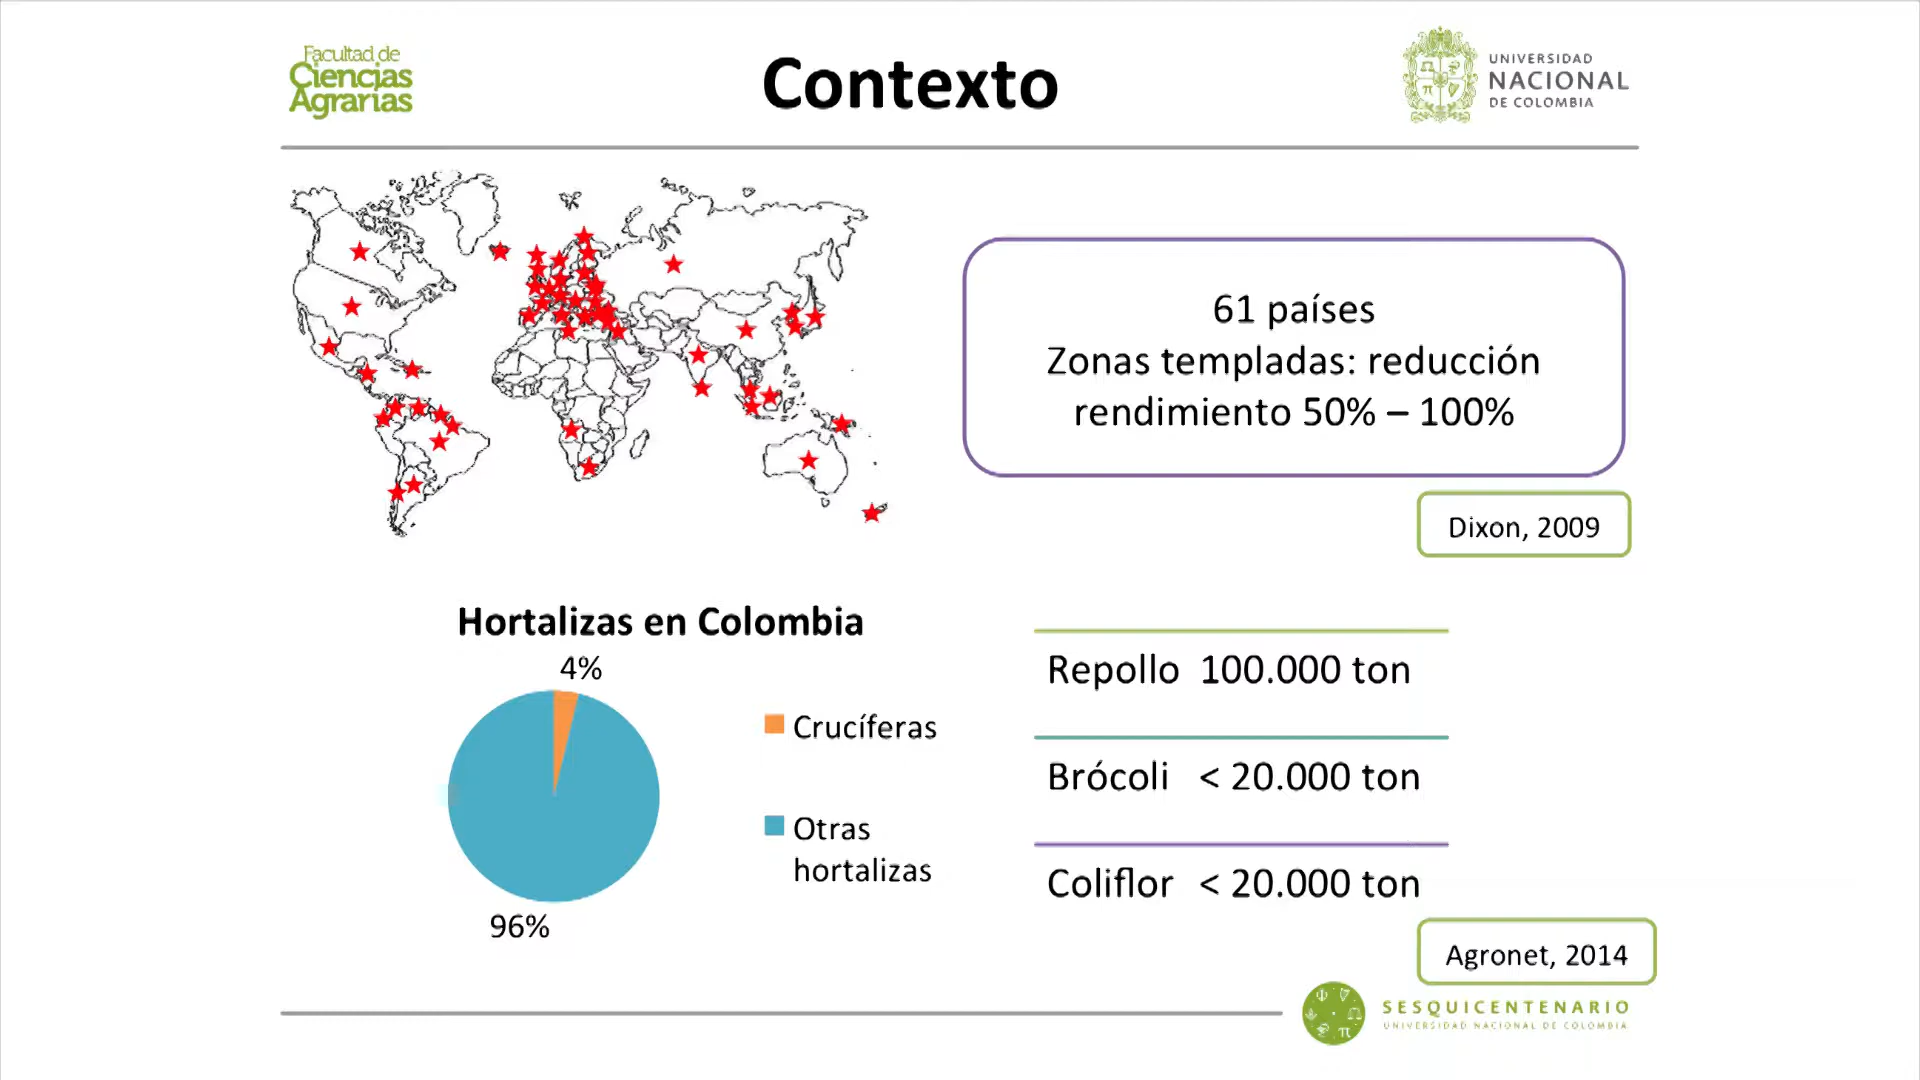 Facultad de
Ciencias
Agrarias
Contexto
UNIVERSIDAD
NACIONAL
DE COLOMBIA
61 países
Zonas templadas: reducción
rendimiento 50% – 100%
Dixon, 2009
Hortalizas en Colombia
4%
Crucíferas
Otras
hortalizas
96%
Repollo 100.000 ton
Brócoli < 20.000 ton
Coliflor < 20.000 ton
Agronet, 2014
SESQUICENTENARIO
UNIVERSIDAD NACIONAL DE COLOMBIA